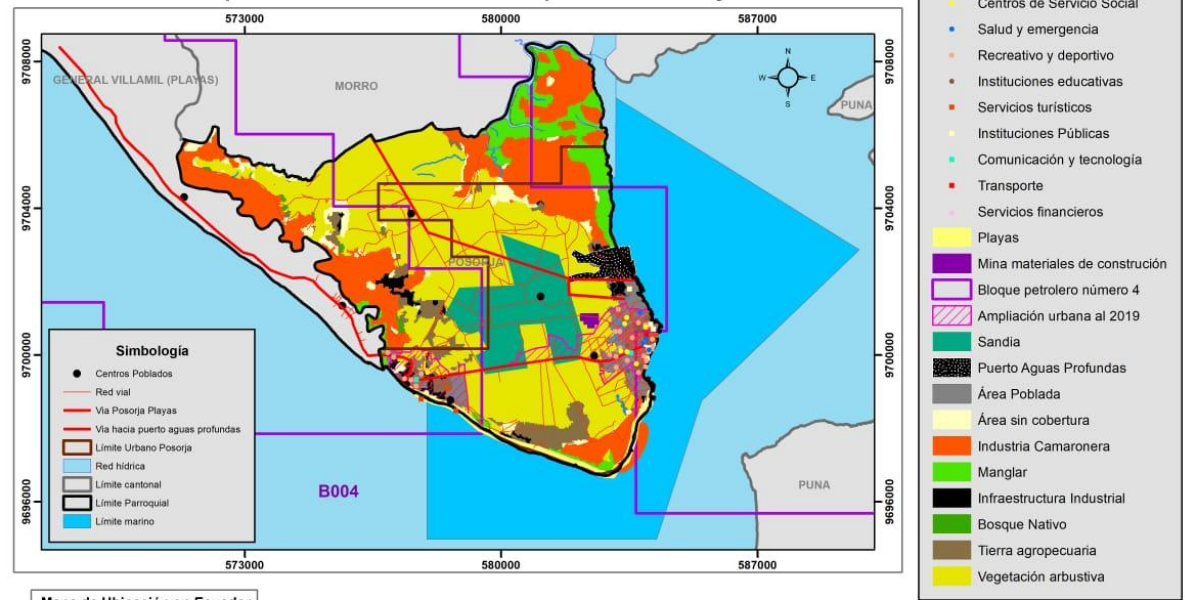 573000
580000
587000
9708000
9704000
9700000
9696000
9708000
9704000
9700000
9696000
GENERAL VILLAMIL (PLAYAS)
MORRO
PUNA
POSORJA
PUNA
B004
N
W
E
S
Simbología
Centros Poblados
Red vial
Via Posorja Playas
Via hacia puerto aguas profundas
Límite Urbano Posorja
Red hídrica
Límite cantonal
Límite Parroquial
Límite marino
573000
580000
587000
Centros de Servicio Social
Salud y emergencia
Recreativo y deportivo
Instituciones educativas
Servicios turísticos
Instituciones Públicas
Comunicación y tecnología
Transporte
Servicios financieros
Playas
Mina materiales de construción
Bloque petrolero número 4
Ampliación urbana al 2019
Sandia
Puerto Aguas Profundas
Área Poblada
Área sin cobertura
Industria Camaronera
Manglar
Infraestructura Industrial
Bosque Nativo
Tierra agropecuaria
Vegetación arbustiva
Mapa de Ubicación en Ecuador